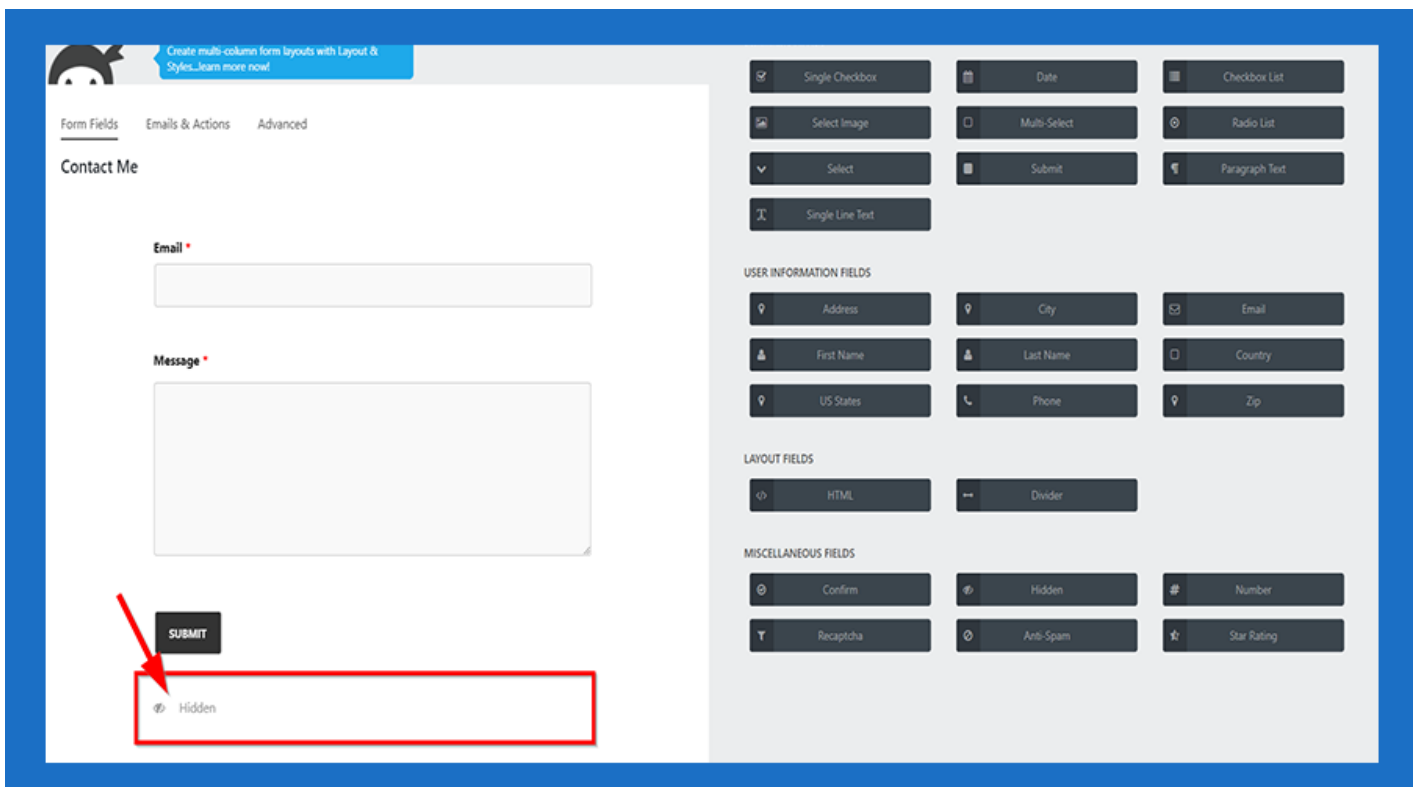 Create multi-column form layouts with Layout &
Styles...learn more now!
Form Fields Emails & Actions Advanced
Contact Me
Email *
Message *
SUBMIT
Hidden
Single Checkbox Date Checkbox List
Select Image Multi-Select Radio List
Select Submit Paragraph Text
Single Line Text
USER INFORMATION FIELDS
Address City Email
First Name Last Name Country
US States Phone Zip
LAYOUT FIELDS
HTML Divider
MISCELLANEOUS FIELDS
Confirm Hidden Number
Recaptcha Anti-Spam Star Rating